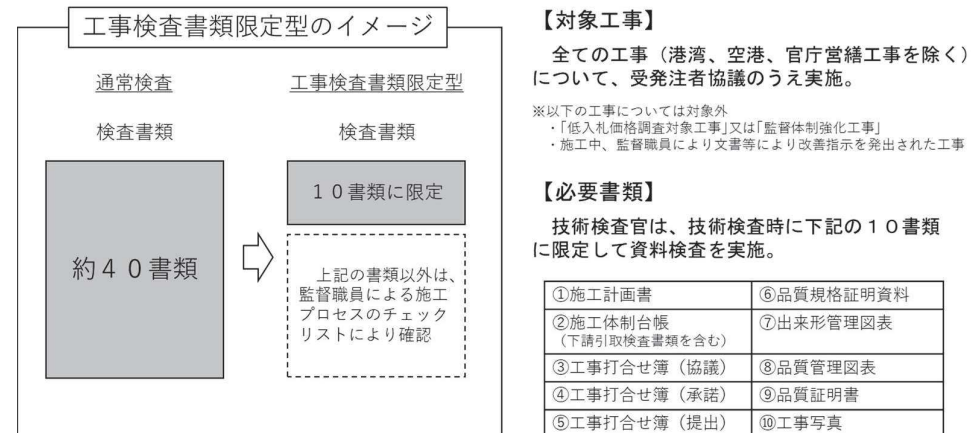 工事検査書類限定型のイメージ
通常検査
検査書類
約４０書類
工事検査書類限定型
検査書類
１０書類に限定
上記の書類以外は、
監督職員による施工
プロセスのチェック
リストにより確認
【対象工事】
全ての工事（港湾、空港、官庁営繕工事を除く）
について、受発注者協議のうえ実施。
※以下の工事については対象外
・「低入札価格調査対象工事」又は「監督体制強化工事」
・施工中、監督職員により文書等により改善指示を発出された工事
【必要書類】
技術検査官は、技術検査時に下記の１０書類
に限定して資料検査を実施。
①施工計画書
⑥品質規格証明資料
②施工体制台帳
（下請引取検査書類を含む）
⑦出来形管理図表
③工事打合せ簿（協議）
⑧品質管理図表
④工事打合せ簿（承諾）
⑨品質証明書
⑤工事打合せ簿（提出）
⑩工事写真